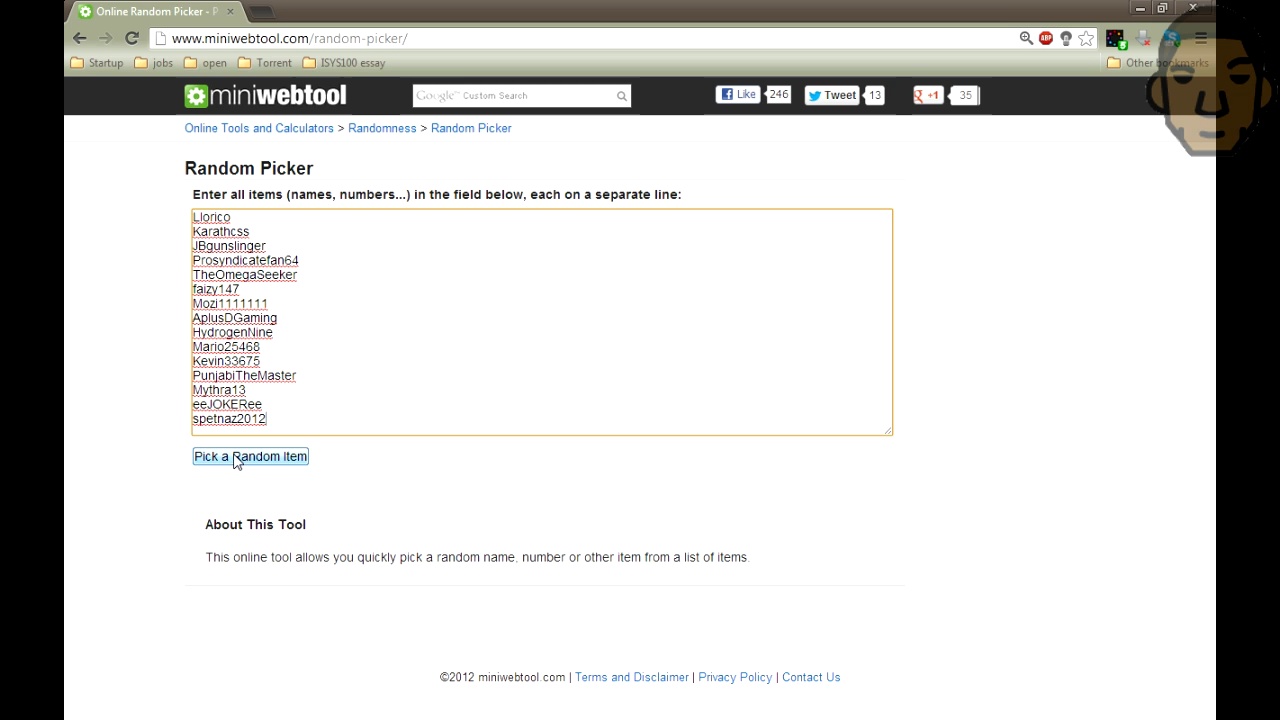 Online Random Picker - P
www.miniwebtool.com/random-picker/
ABP
5
Startup
jobs
open
Torrent
ISYS100 essay
Other bookmarks
miniwebtool
Google™ Custom Search
Like
246
Tweet
13
+1
35
Online Tools and Calculators > Randomness > Random Picker
Random Picker
Enter all items (names, numbers...) in the field below, each on a separate line:
Llorico
Karathcss
JBgunslinger
Prosyndicatefan64
TheOmegaSeeker
faizy147
Mozi1111111
AplusDGaming
HydrogenNine
Mario25468
Kevin33675
PunjabiTheMaster
Mythra13
eeJOKERee
spetnaz2012
Pick a Random Item
About This Tool
This online tool allows you quickly pick a random name, number or other item from a list of items.
©2012 miniwebtool.com | Terms and Disclaimer | Privacy Policy | Contact Us